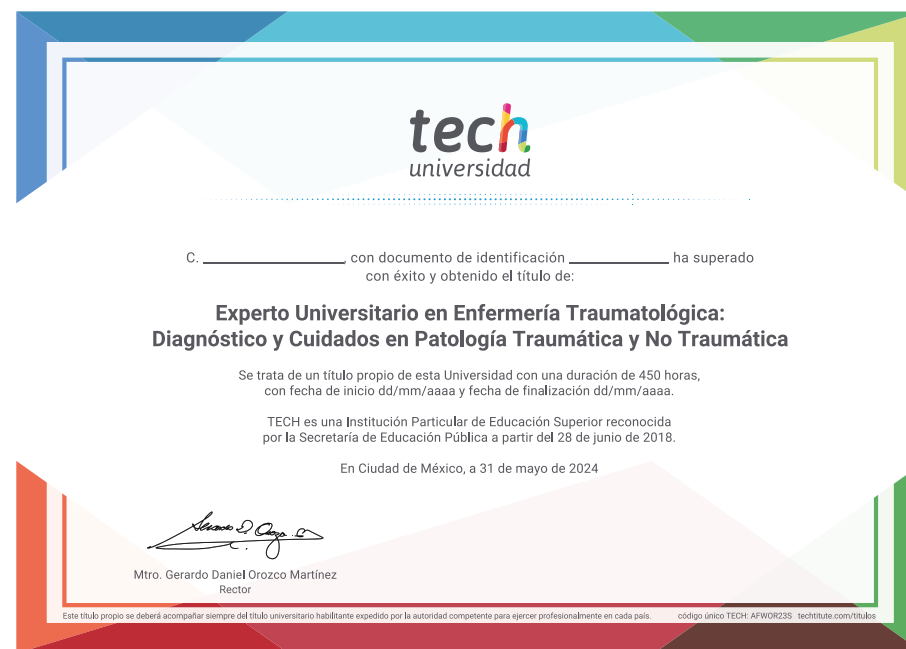 tech
universidad
C. ____________, con documento de identificación ____________ ha superado
con éxito y obtenido el título de:
Experto Universitario en Enfermería Traumatológica:
Diagnóstico y Cuidados en Patología Traumática y No Traumática
Se trata de un título propio de esta Universidad con una duración de 450 horas,
con fecha de inicio dd/mm/aaaa y fecha de finalización dd/mm/aaaa.
TECH es una Institución Particular de Educación Superior reconocida
por la Secretaría de Educación Pública a partir del 28 de junio de 2018.
En Ciudad de México, a 31 de mayo de 2024
Mtro. Gerardo Daniel Orozco Martínez
Rector
Este título propio se deberá acompañar siempre del título universitario habilitante expedido por la autoridad competente para ejercer profesionalmente en cada país. código único TECH: AFWOR23S techtitute.com/titulos